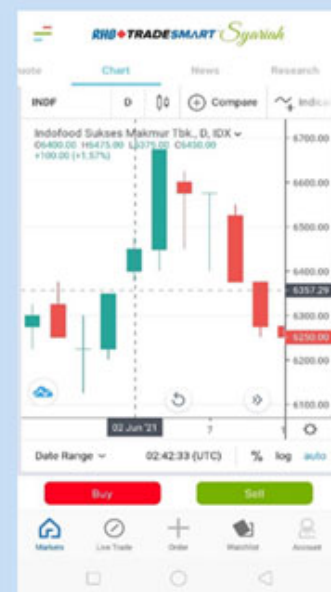 RHB TRADESMART Syariah
uote Chart News Research
INDF D Compare Indica
Indofood Sukses Makmur Tbk., D, IDX
O6400.00 H6475.00 L6375.00 C6450.00
+100.00 (+1.57%)
6700.00
6600.00
6500.00
6400.00
6357.29
6300.00
6250.00
6200.00
6100.00
02 Jun '21 7
Date Range 02:42:33 (UTC) % log auto
Buy Sell
Markets Live Trade Order Watchlist Account